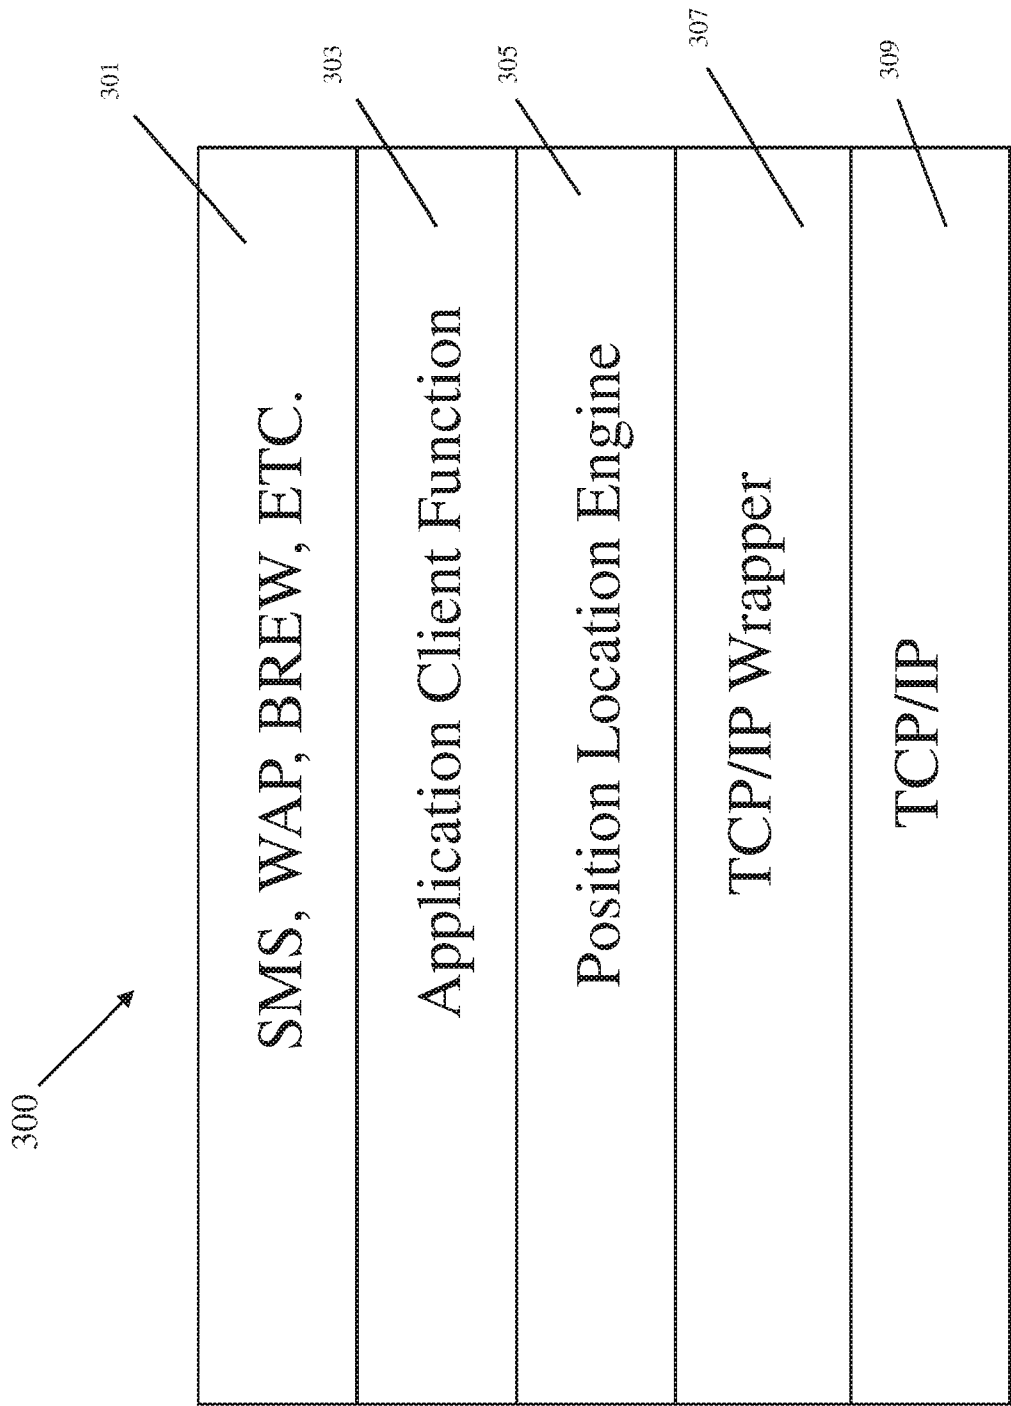 300
SMS, WAP, BREW, ETC.
301
Application Client Function
303
Position Location Engine
305
TCP/IP Wrapper
307
TCP/IP
309